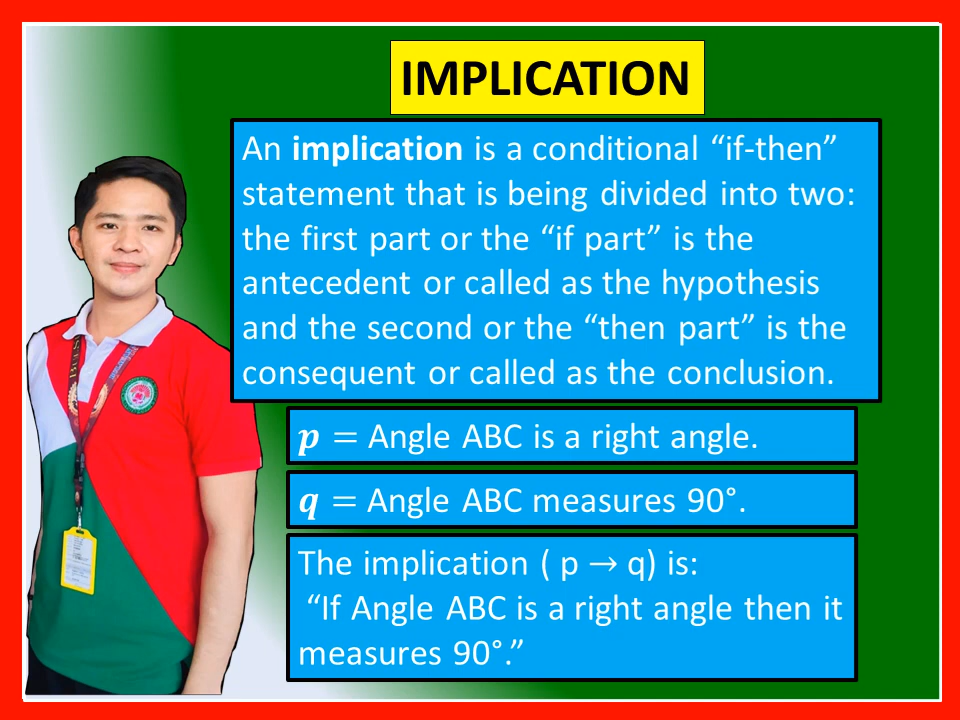 IMPLICATION
An implication is a conditional “if-then”
statement that is being divided into two:
the first part or the “if part” is the
antecedent or called as the hypothesis
and the second or the “then part” is the
consequent or called as the conclusion.
p = Angle ABC is a right angle.
q = Angle ABC measures 90°.
The implication ( p → q) is:
“If Angle ABC is a right angle then it
measures 90°.”